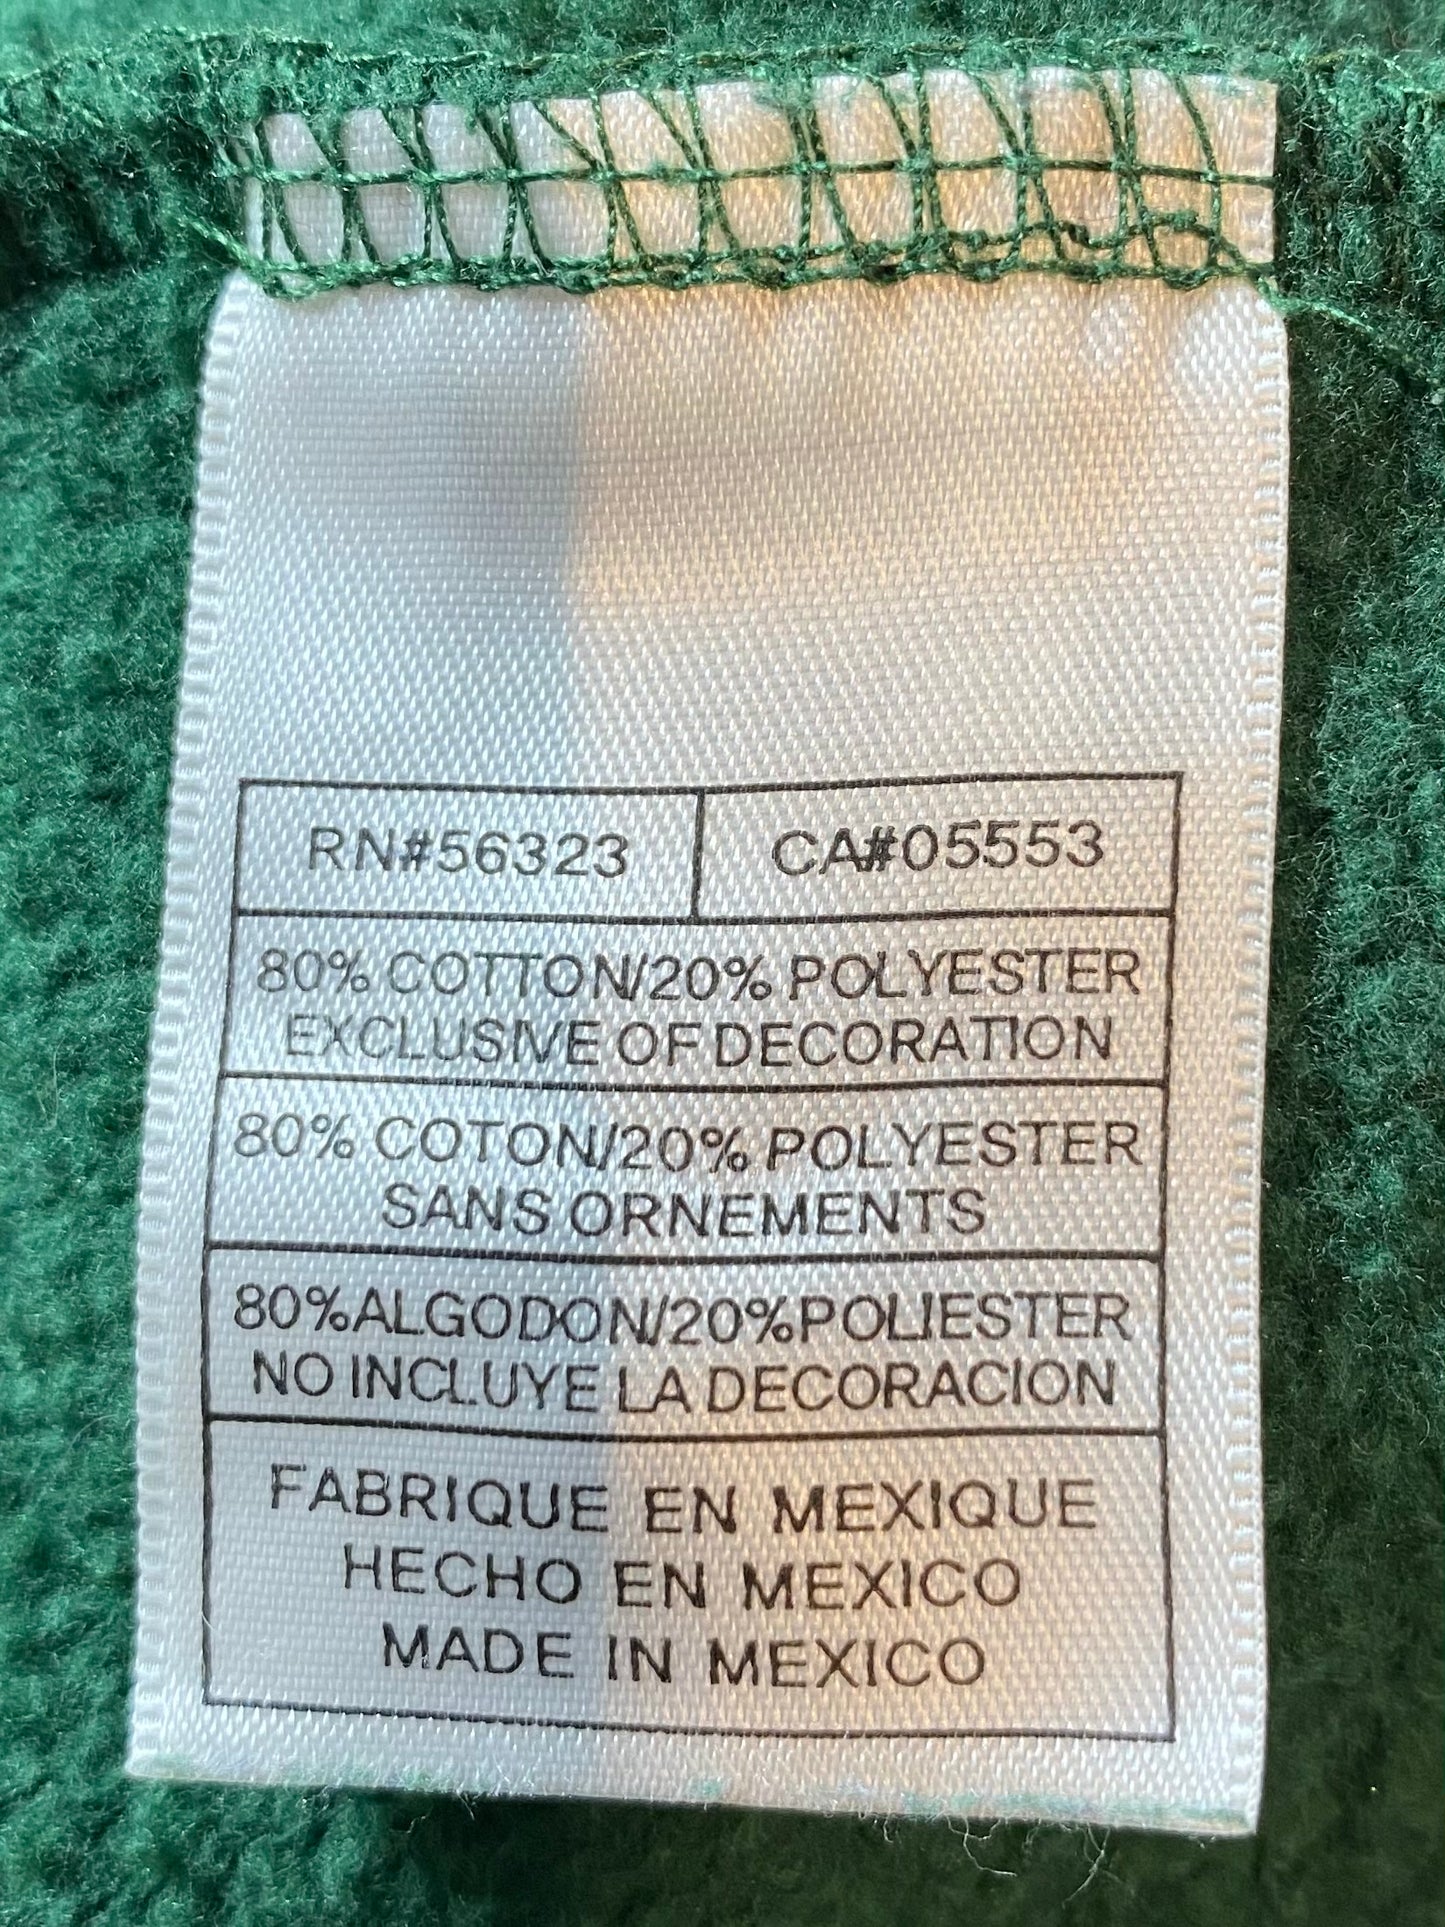 RN#56323 CA#05553
80% COTTON/20% POLYESTER
EXCLUSIVE OF DECORATION
80% COTON/20% POLYESTER
SANS ORNEMENTS
80% ALGODON/20% POLIESTER
NO INCLUYE LA DECORACION
FABRIQUE EN MEXIQUE
HECHO EN MEXICO
MADE IN MEXICO